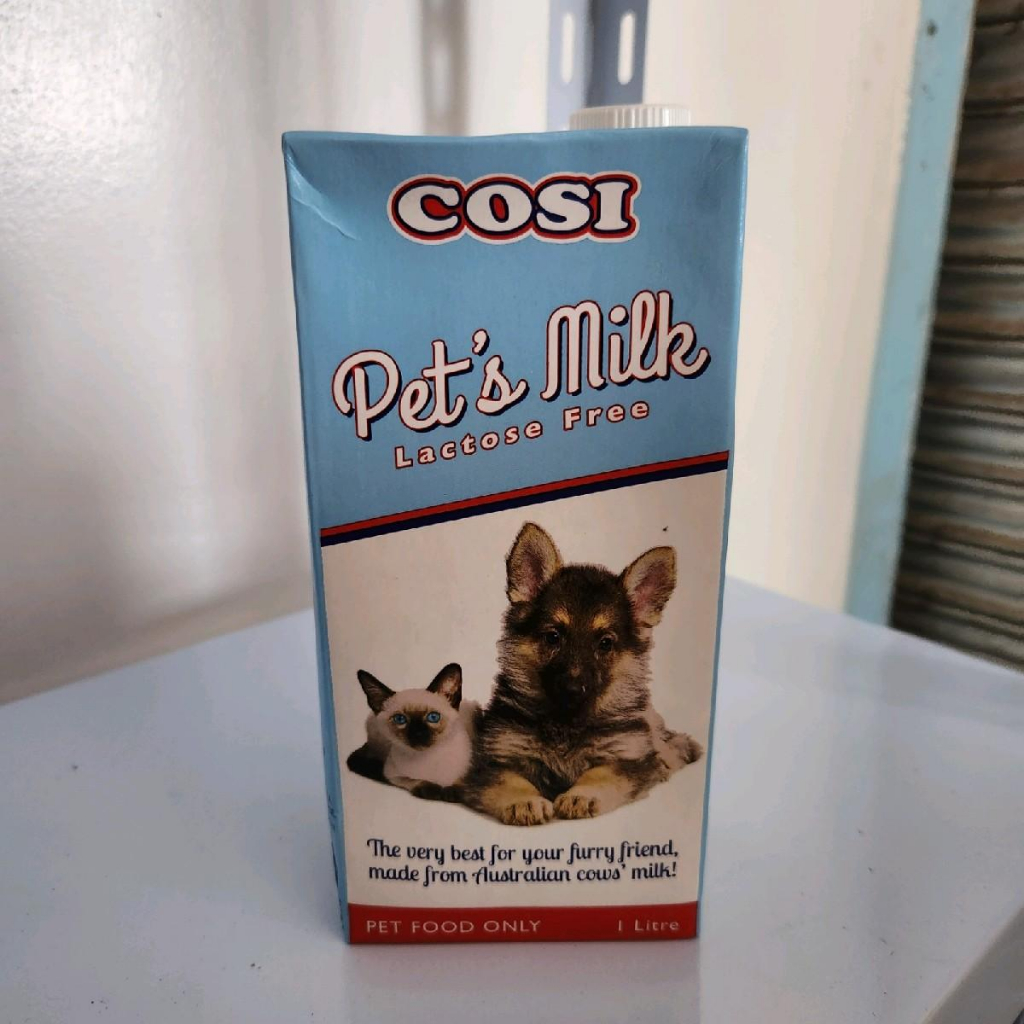 COSI
Pet's Milk
Lactose Free
The very best for your furry friend,
made from Australian cows' milk!
PET FOOD ONLY 1 Litre